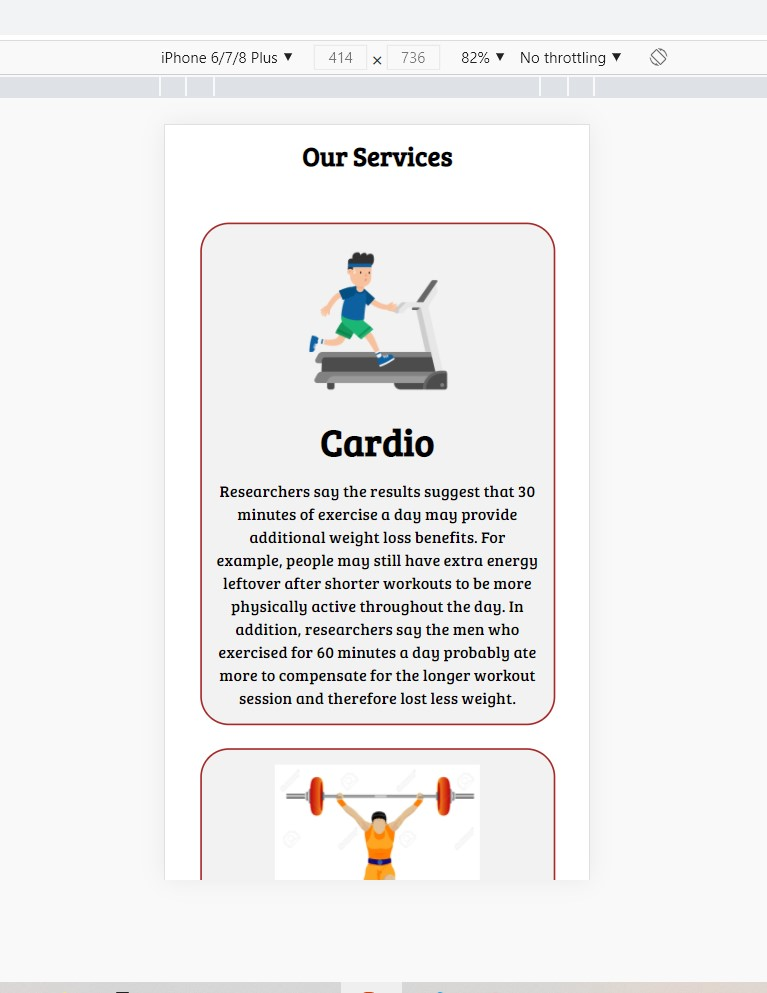 iPhone 6/7/8 Plus ▼ 414 × 736 82% ▼ No throttling ▼
Our Services
Cardio
Researchers say the results suggest that 30
minutes of exercise a day may provide
additional weight loss benefits. For
example, people may still have extra energy
leftover after shorter workouts to be more
physically active throughout the day. In
addition, researchers say the men who
exercised for 60 minutes a day probably ate
more to compensate for the longer workout
session and therefore lost less weight.